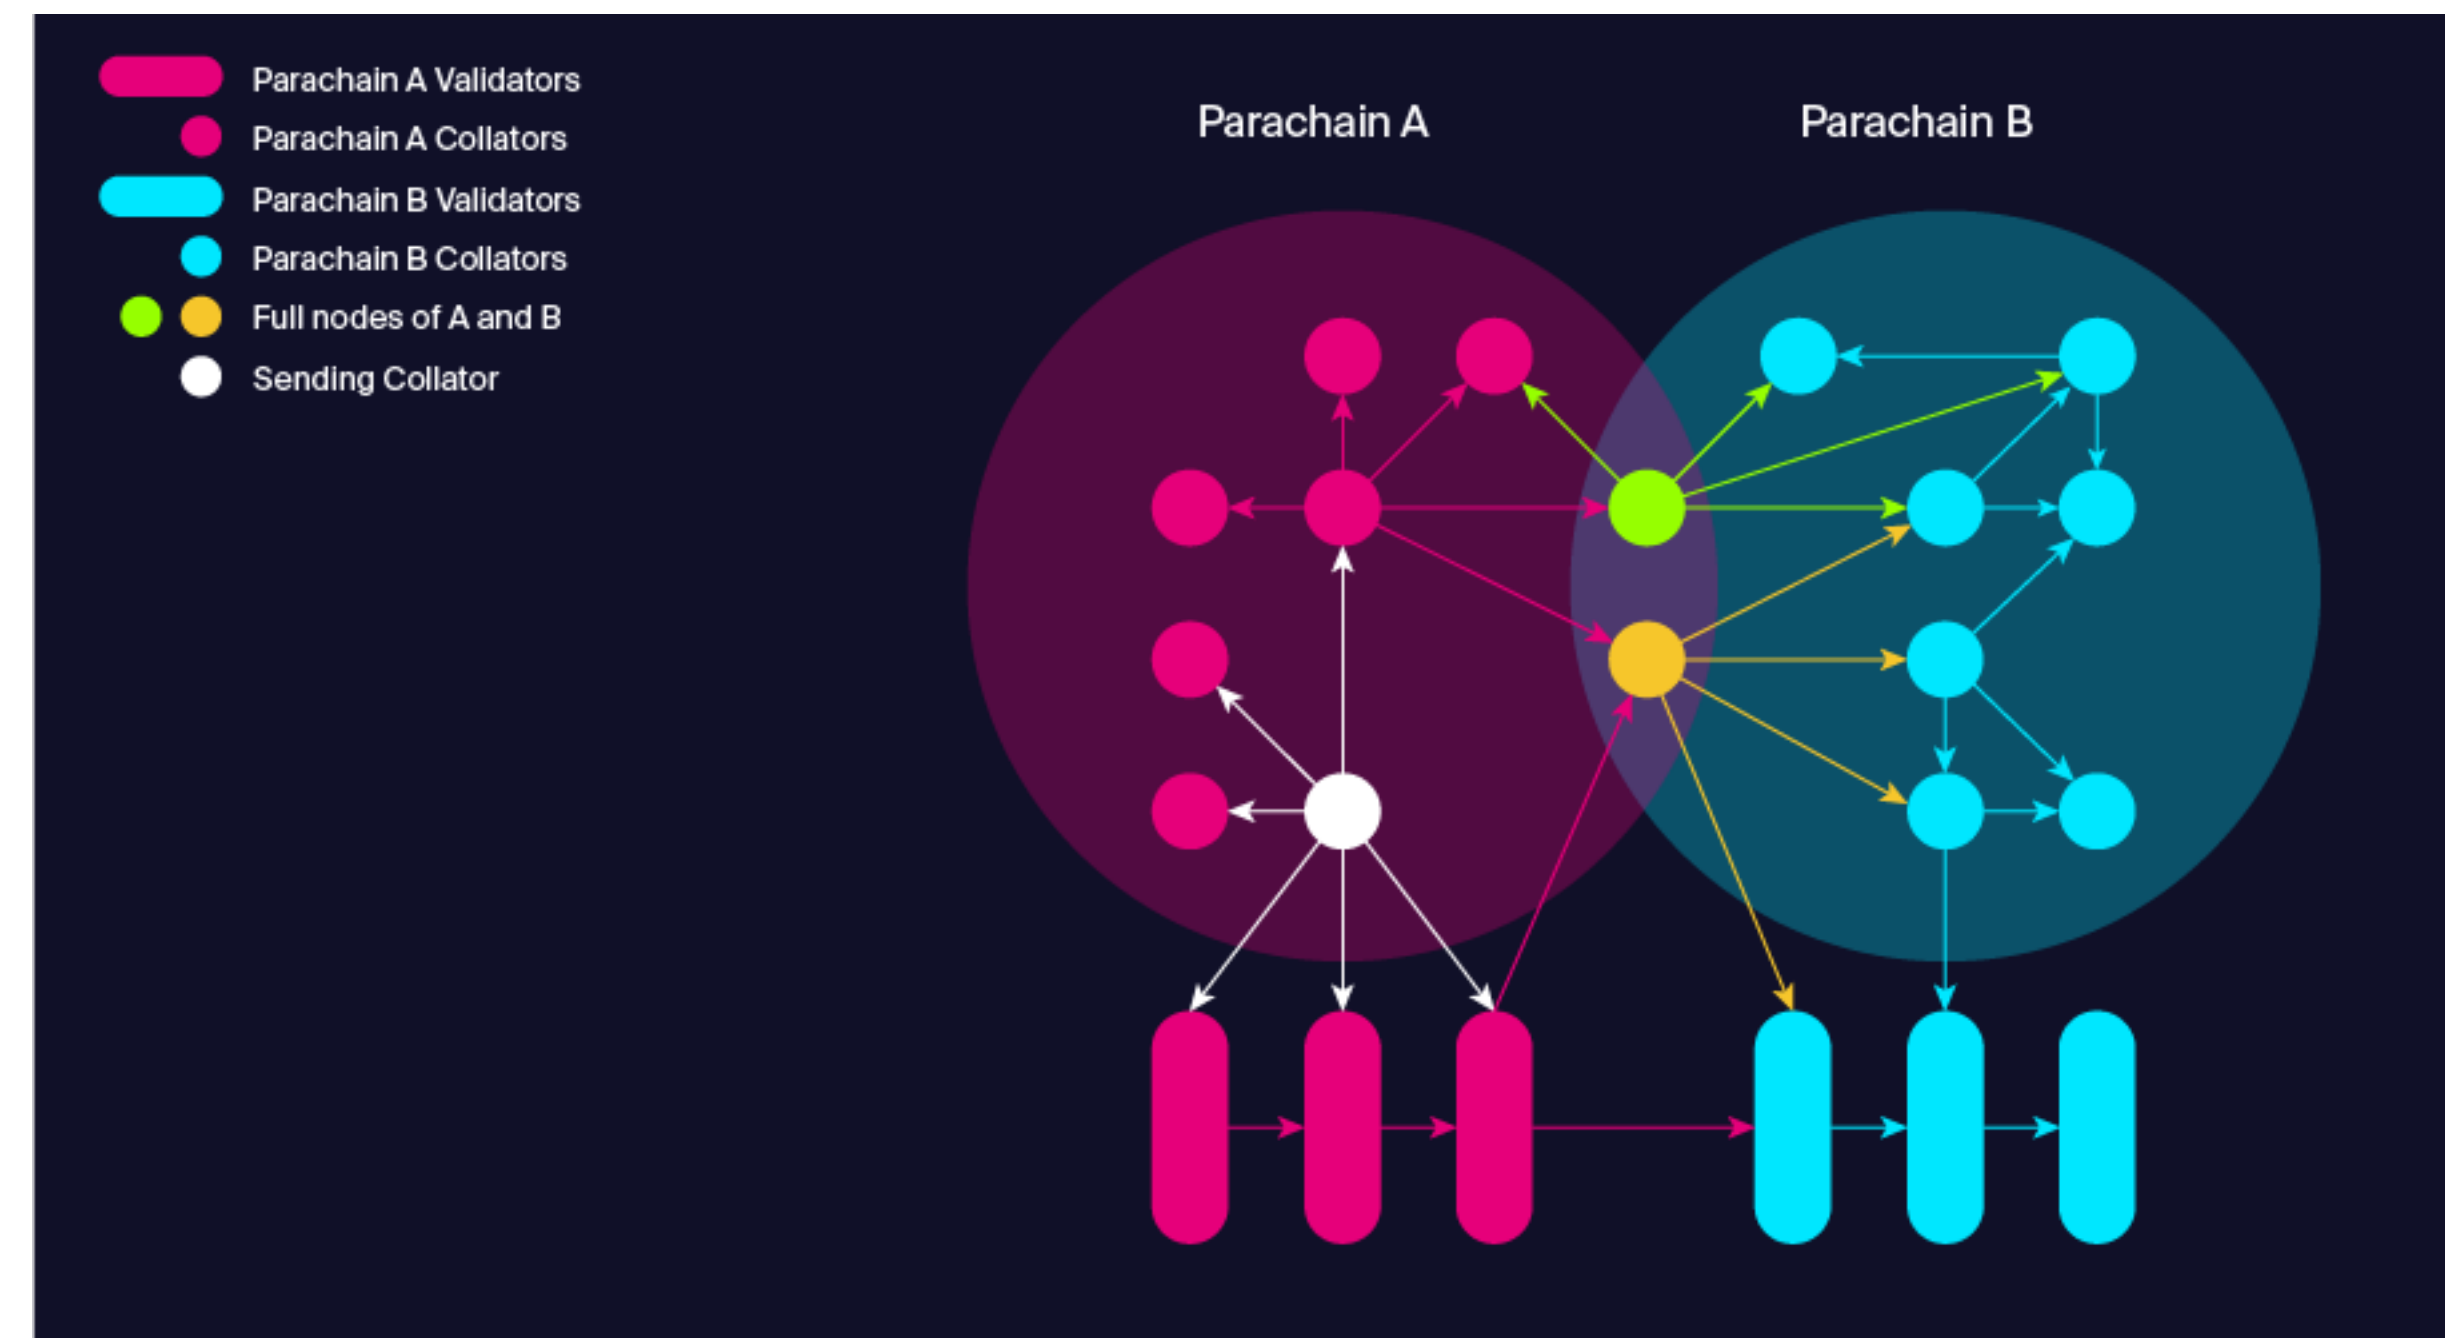 Parachain A Validators
Parachain A Collators
Parachain B Validators
Parachain B Collators
Full nodes of A and B
Sending Collator
Parachain A
Parachain B